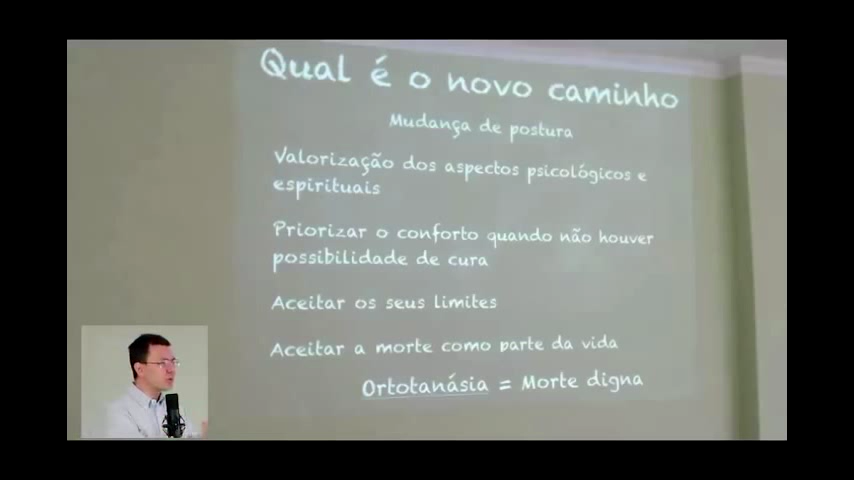 Qual é o novo caminho
Mudança de postura
Valorização dos aspectos psicológicos e
espirituais
Priorizar o conforto quando não houver
possibilidade de cura
Aceitar os seus limites
Aceitar a morte como parte da vida
Ortotanásia = Morte digna